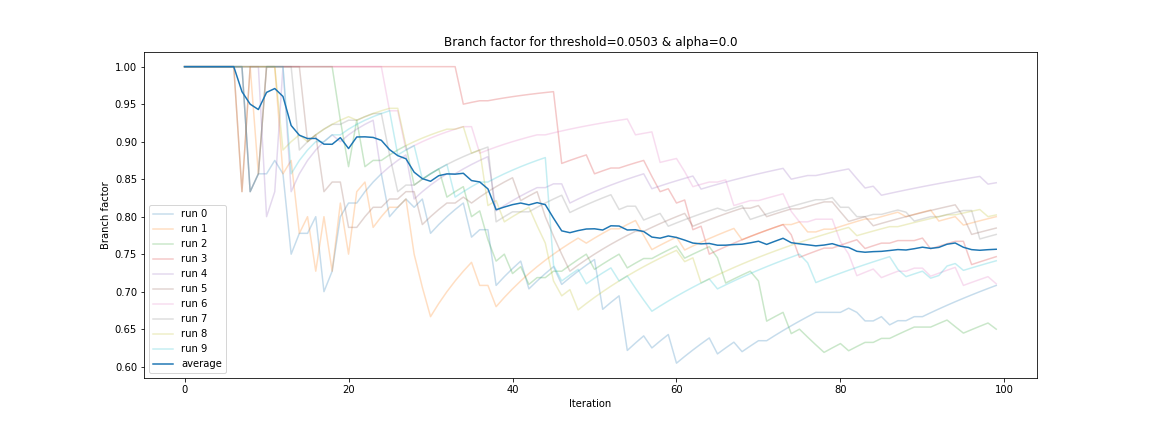 Branch factor for threshold=0.0503 & alpha=0.0
1.00
0.95
0.90
0.85
0.80
0.75
0.70
0.65
0.60
Branch factor
run 0
run 1
run 2
run 3
run 4
run 5
run 6
run 7
run 8
run 9
average
0 20 40 60 80 100
Iteration